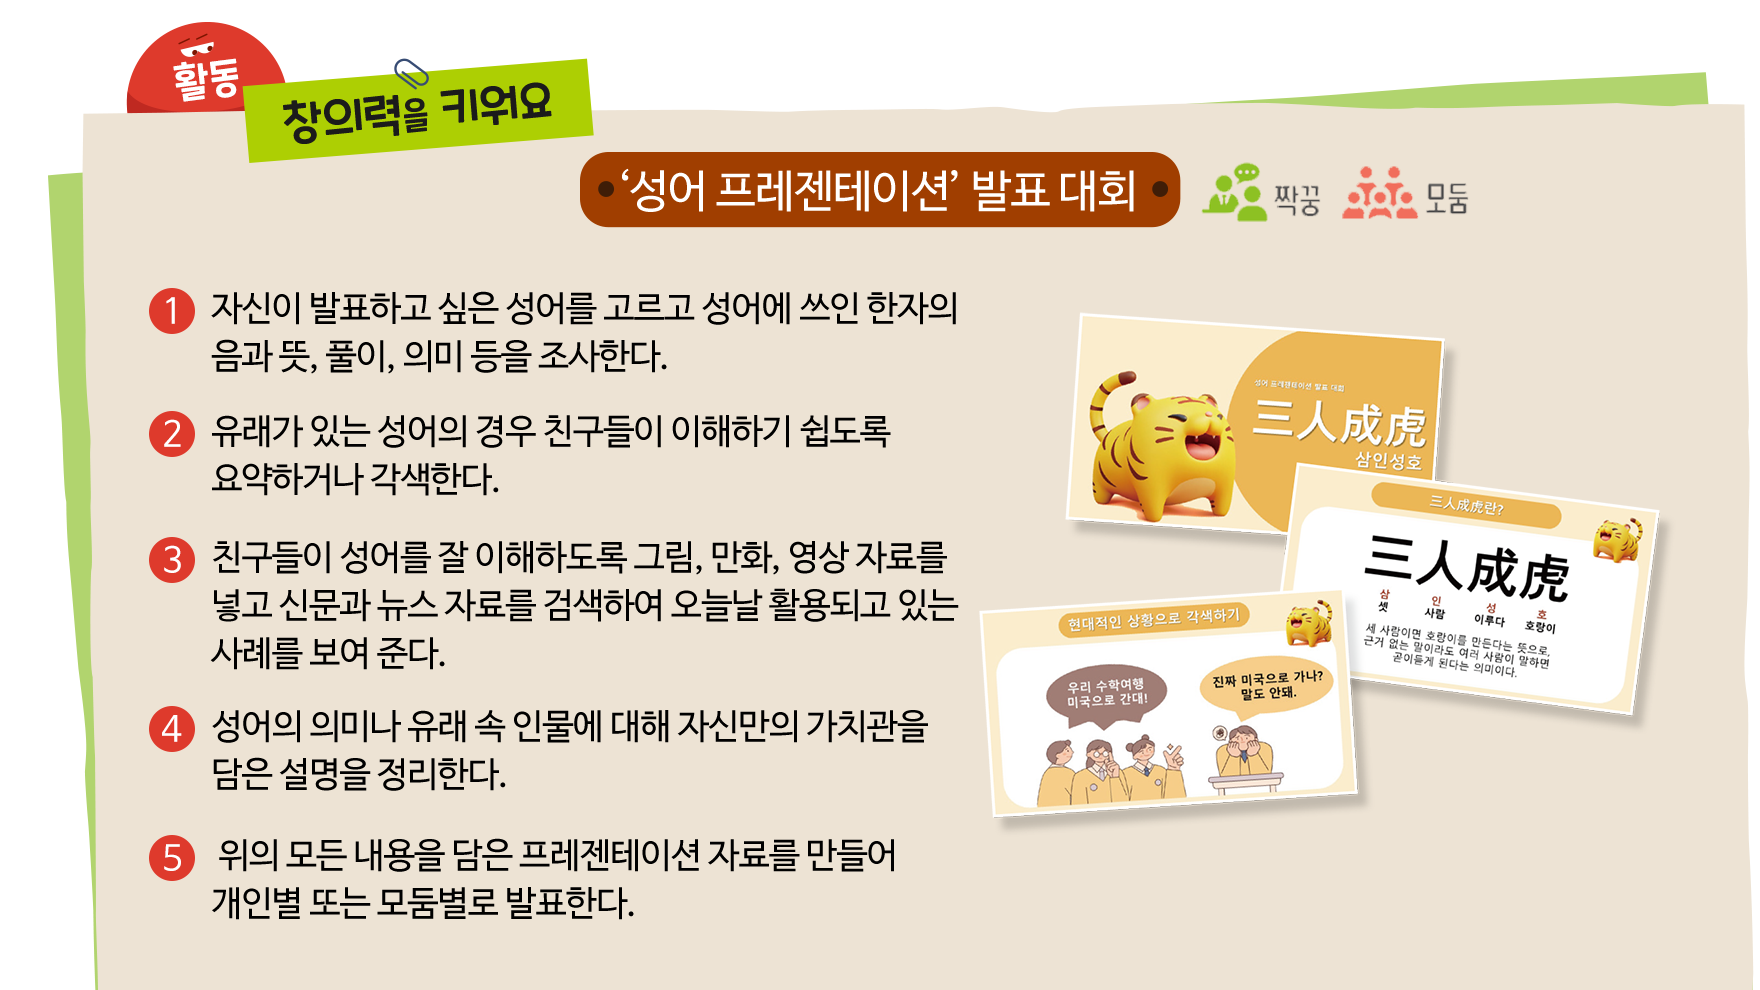 활동
창의력을 키워요
‘성어 프레젠테이션’ 발표 대회
짝꿍
모둠
1 자신이 발표하고 싶은 성어를 고르고 성어에 쓰인 한자의
음과 뜻, 풀이, 의미 등을 조사한다.
2 유래가 있는 성어의 경우 친구들이 이해하기 쉽도록
요약하거나 각색한다.
3 친구들이 성어를 잘 이해하도록 그림, 만화, 영상 자료를
넣고 신문과 뉴스 자료를 검색하여 오늘날 활용되고 있는
사례를 보여 준다.
4 성어의 의미나 유래 속 인물에 대해 자신만의 가치관을
담은 설명을 정리한다.
5 위의 모든 내용을 담은 프레젠테이션 자료를 만들어
개인별 또는 모둠별로 발표한다.
성어 프레젠테이션 발표 대회
三人成虎
삼인성호
三人成虎란?
三人成虎
삼 인 성 호
셋 사람 이루다 호랑이
세 사람이면 호랑이를 만든다는 뜻으로,
근거 없는 말이라도 여러 사람이 말하면
곧이듣게 된다는 의미이다.
현대적인 상황으로 각색하기
우리 수학여행
미국으로 간대!
진짜 미국으로 가나?
말도 안돼.